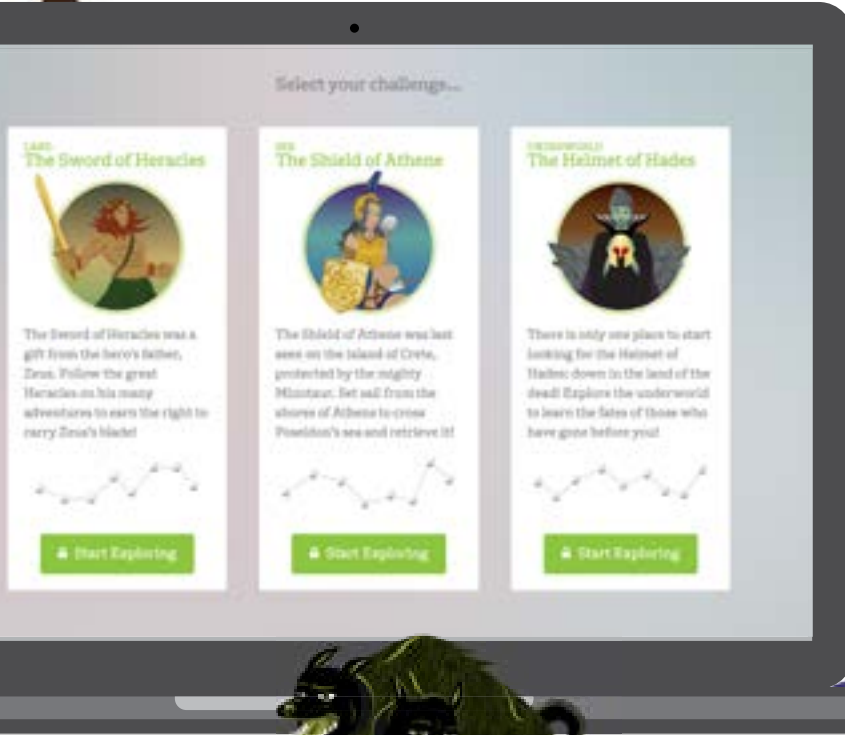 Select your challenge...
LAND
The Sword of Heracles
The Sword of Heracles was a
gift from the hero's father,
Zeus. Follow the great
Heracles on his many
adventures to earn the right to
carry Zeus's blade!
Start Exploring
SEA
The Shield of Athene
The Shield of Athene was last
seen on the island of Crete,
protected by the mighty
Minotaur. Set sail from the
shores of Athens to cross
Poseidon's sea and retrieve it!
Start Exploring
UNDERWORLD
The Helmet of Hades
There is only one place to start
looking for the Helmet of
Hades: down in the land of the
dead! Explore the underworld
to learn the fates of those who
have gone before you!
Start Exploring